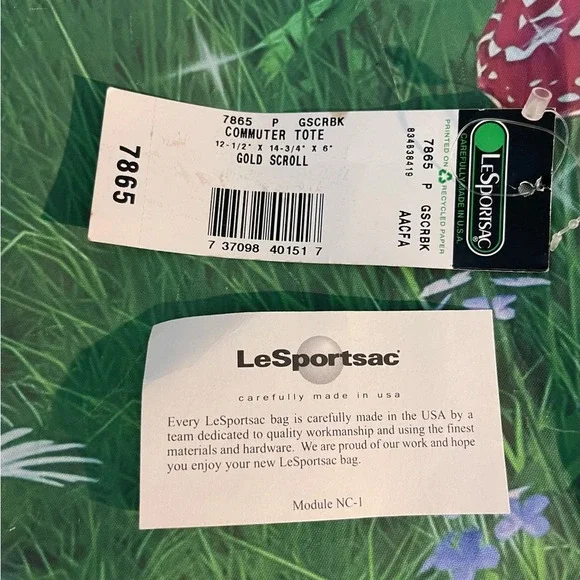 7865 P GSCRBK
COMMUTER TOTE
12-1/2" X 14-3/4" X 6"
GOLD SCROLL
7865
7 37098 40151 7
834B38419
7865 P GSCRBK
AACFA
PRINTED ON RECYCLED PAPER
CAREFULLY MADE IN U.S.A.
LESPORTSAC®
LeSportsac®
carefully made in usa
Every LeSportsac bag is carefully made in the USA by a
team dedicated to quality workmanship and using the finest
materials and hardware. We are proud of our work and hope
you enjoy your new LeSportsac bag.
Module NC-1